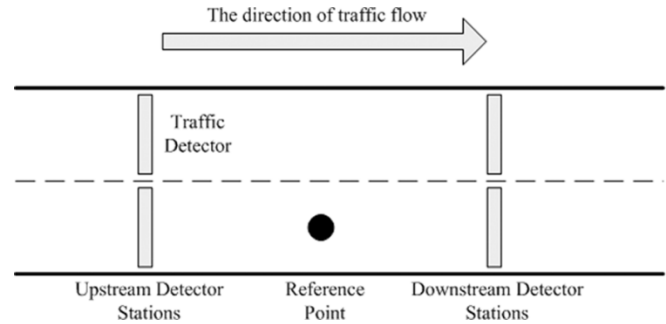 The direction of traffic flow
Traffic
Detector
Upstream Detector
Stations
Reference
Point
Downstream Detector
Stations